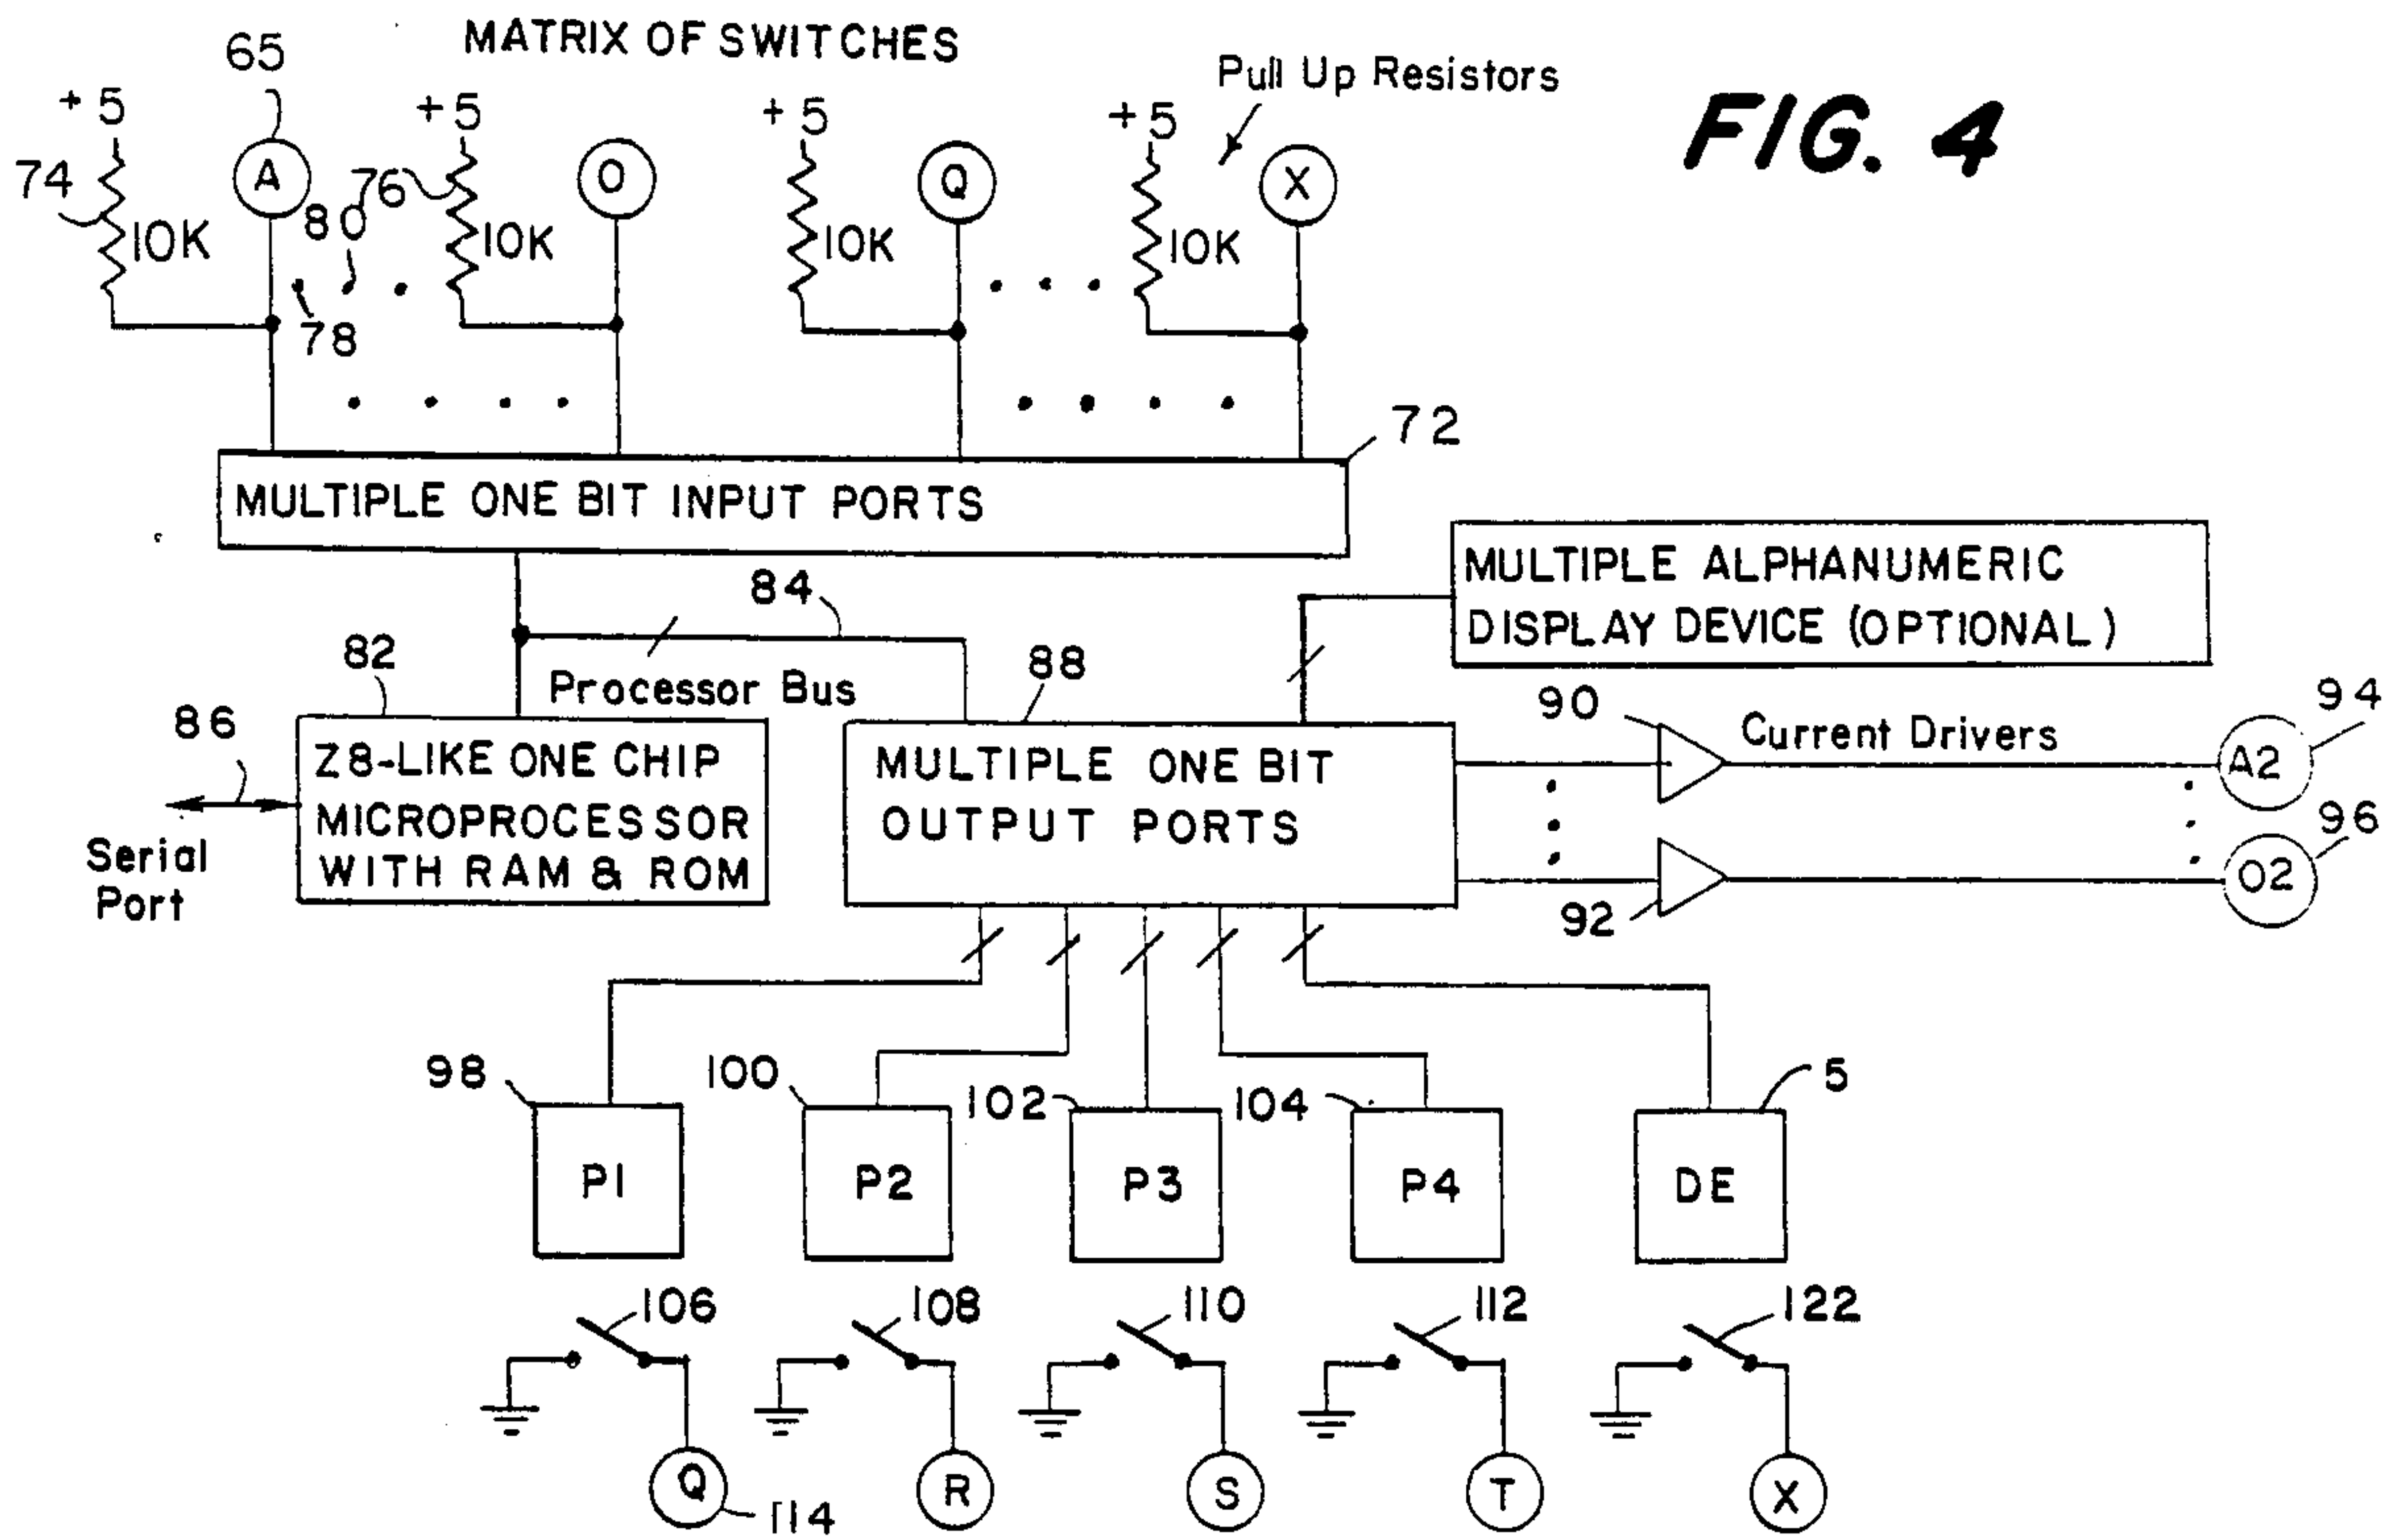 MATRIX OF SWITCHES
65
Pull Up Resistors
FIG. 4
+5
+5
+5
+5
74
A
76
O
Q
X
80
10K
10K
10K
10K
78
72
MULTIPLE ONE BIT INPUT PORTS
84
MULTIPLE ALPHANUMERIC
DISPLAY DEVICE (OPTIONAL)
82
Processor Bus
88
86
90
Current Drivers
94
Z8-LIKE ONE CHIP
MICROPROCESSOR
WITH RAM & ROM
MULTIPLE ONE BIT
OUTPUT PORTS
A2
Serial
Port
96
O2
92
98
100
102
104
5
P1
P2
P3
P4
DE
106
108
110
112
122
Q
R
S
T
X
114